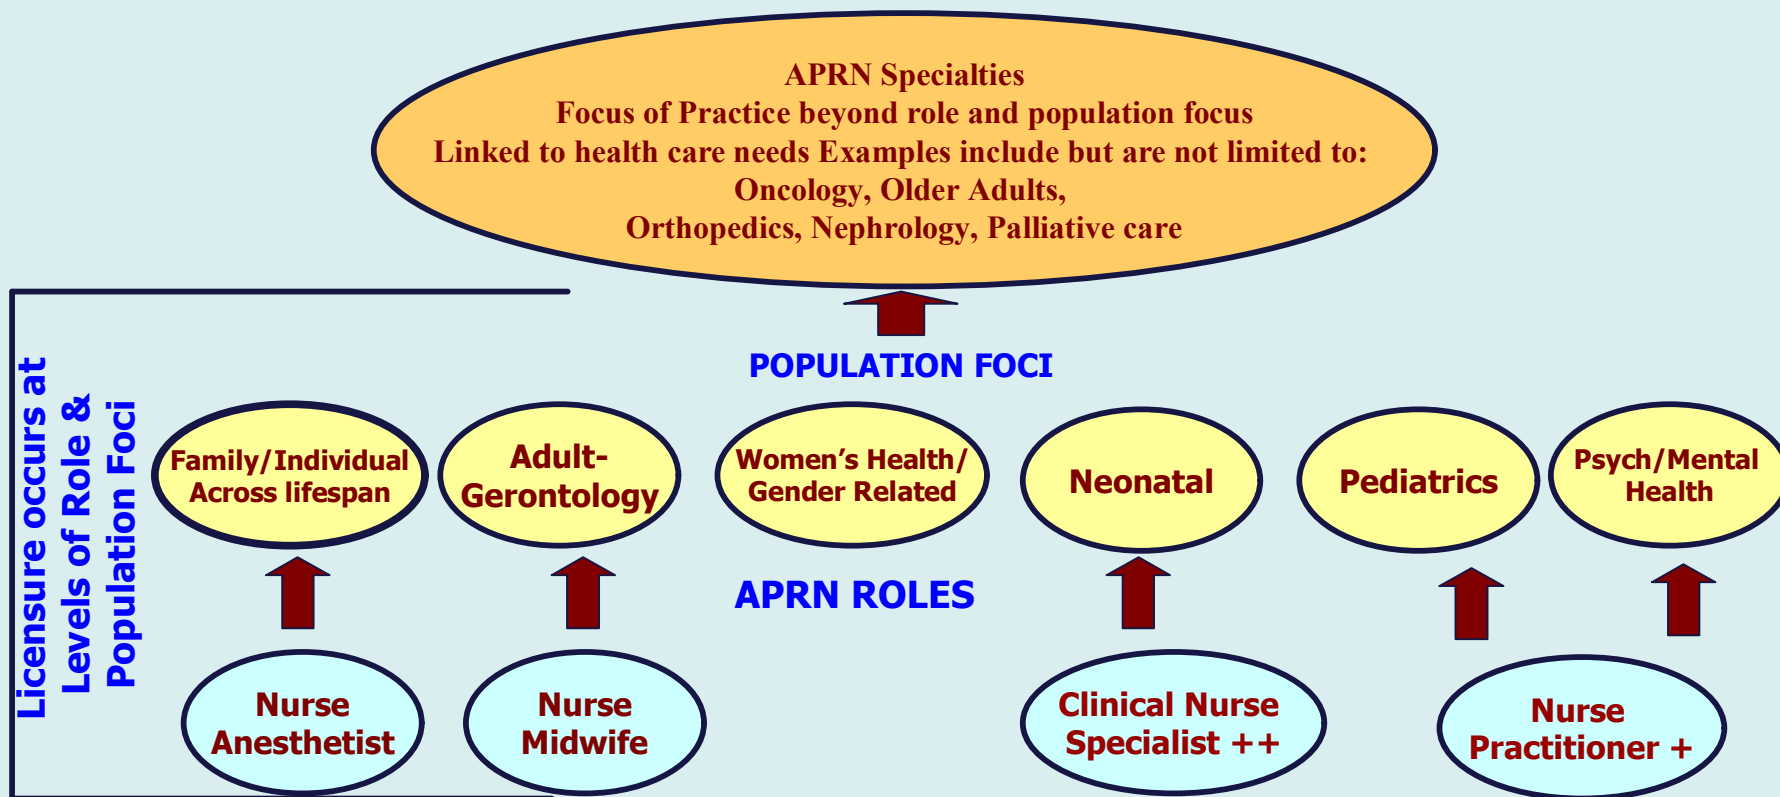 APRN Specialties
Focus of Practice beyond role and population focus
Linked to health care needs Examples include but are not limited to:
Oncology, Older Adults,
Orthopedics, Nephrology, Palliative care
POPULATION FOCI
Licensure occurs at
Levels of Role &
Population Foci
Family/Individual
Across lifespan
Adult-
Gerontology
Women’s Health/
Gender Related
Neonatal
Pediatrics
Psych/Mental
Health
APRN ROLES
Nurse
Anesthetist
Nurse
Midwife
Clinical Nurse
Specialist ++
Nurse
Practitioner +